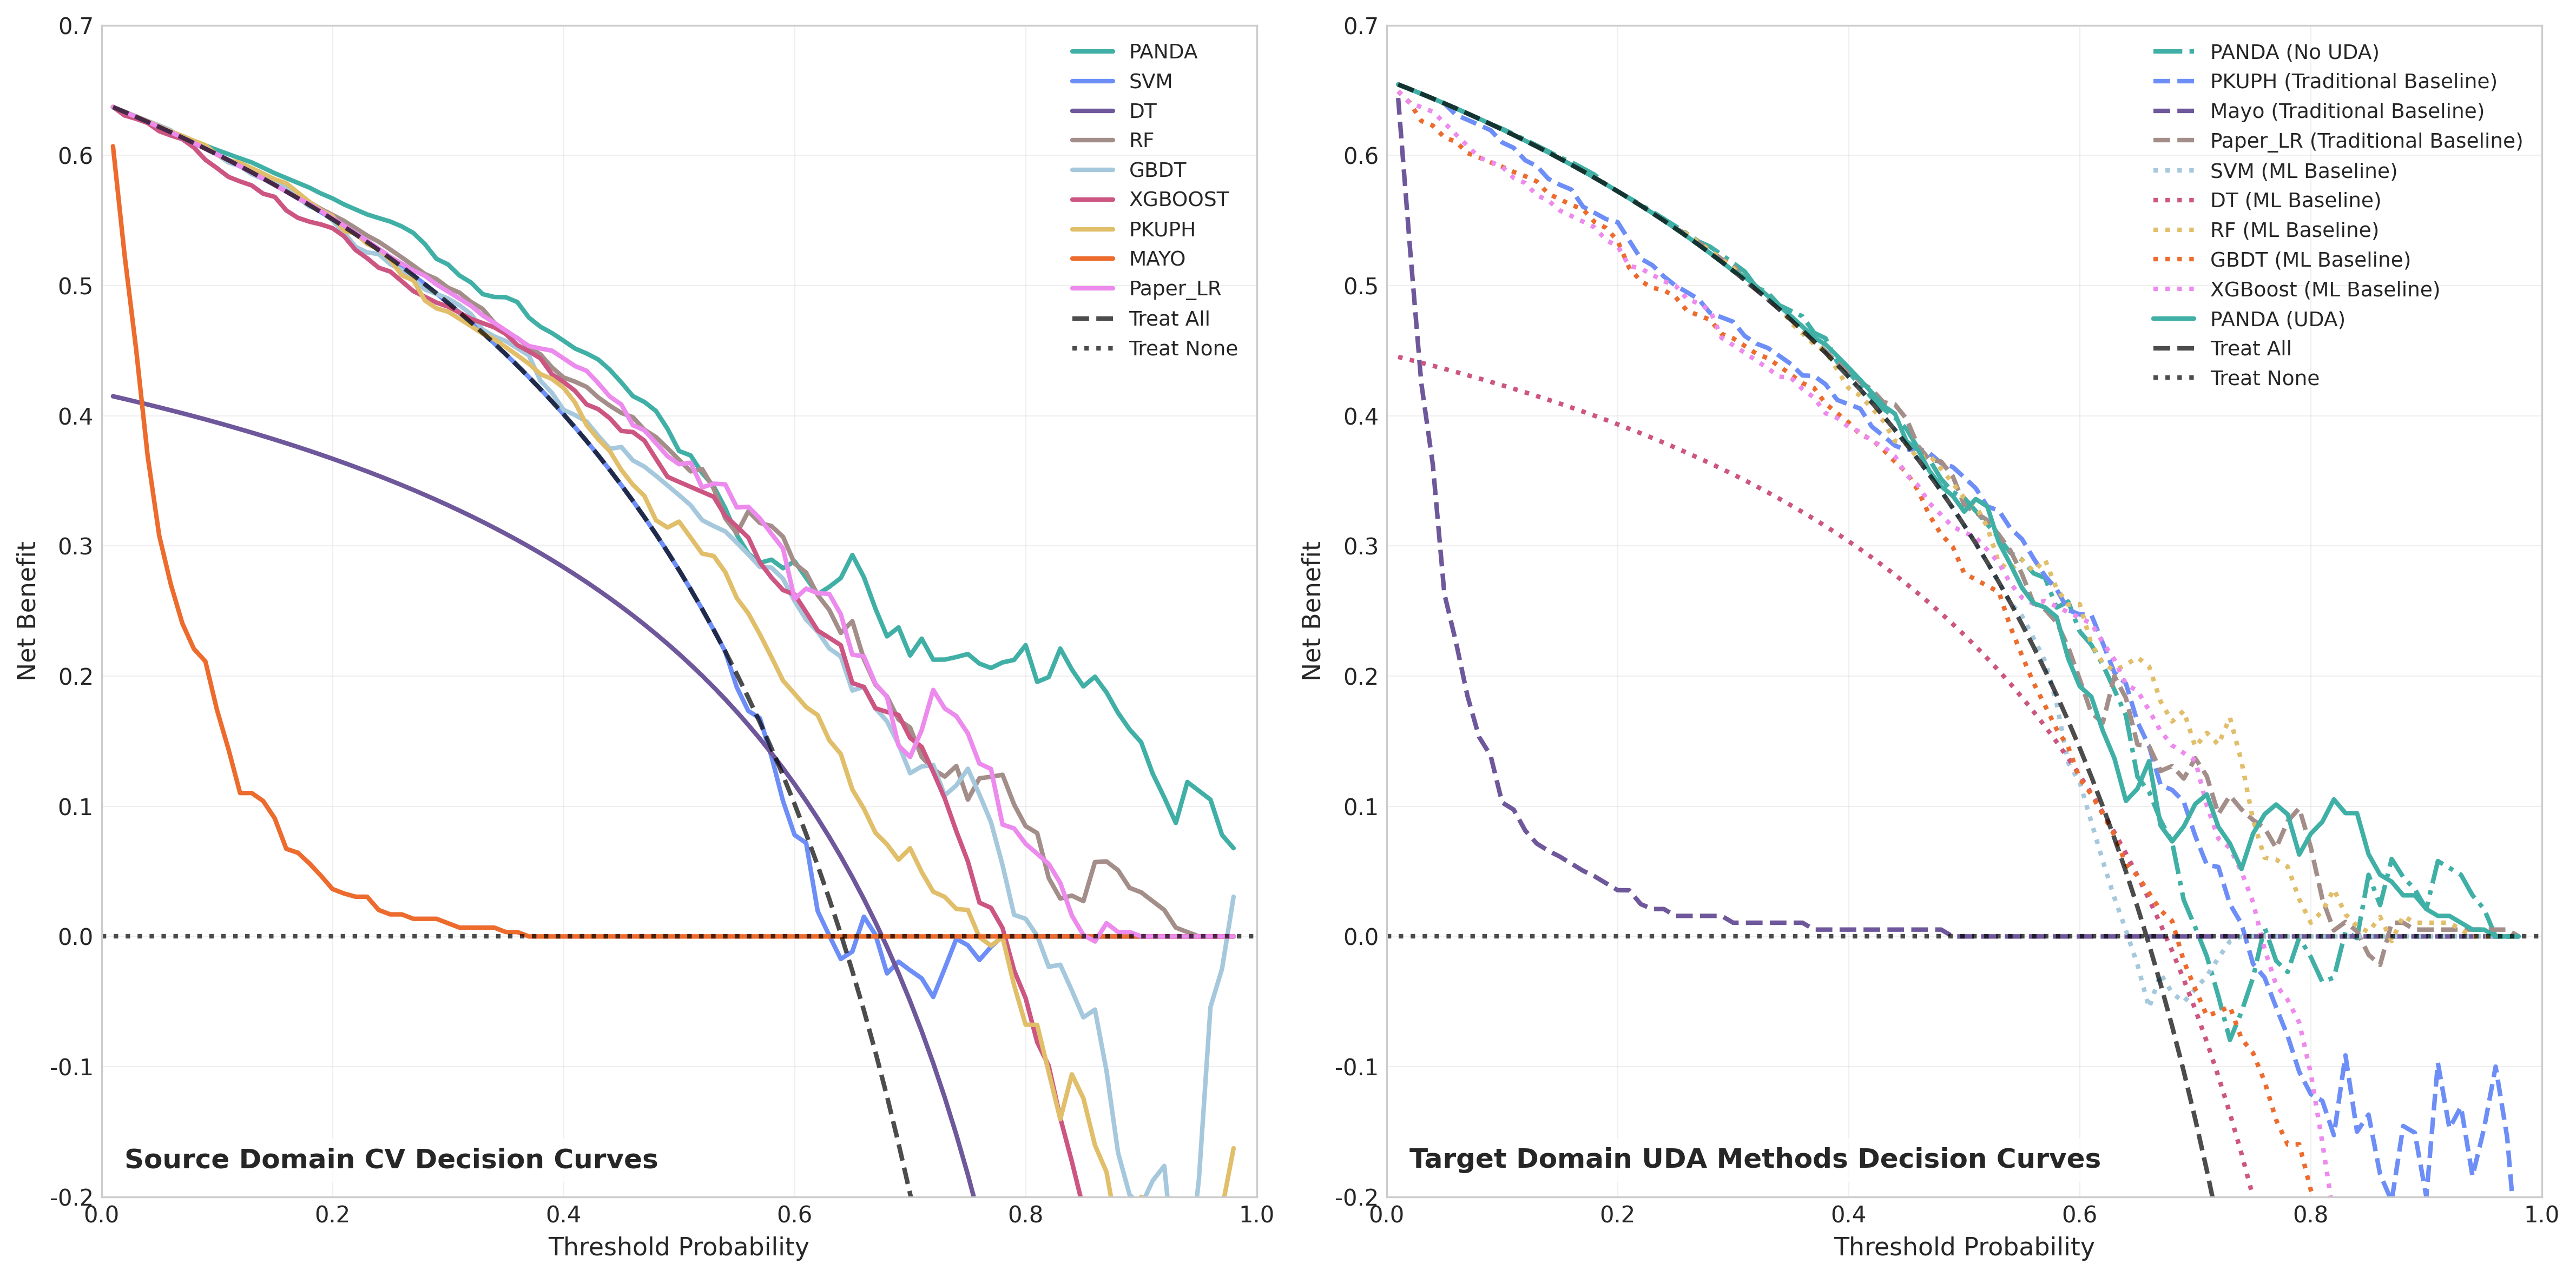 0.7
0.6
0.5
0.4
0.3
0.2
0.1
0.0
-0.1
-0.2
Net Benefit
PANDA
SVM
DT
RF
GBDT
XGBOOST
PKUPH
MAYO
Paper_LR
Treat All
Treat None
Source Domain CV Decision Curves
0.0 0.2 0.4 0.6 0.8 1.0
Threshold Probability
0.7
0.6
0.5
0.4
0.3
0.2
0.1
0.0
-0.1
-0.2
Net Benefit
PANDA (No UDA)
PKUPH (Traditional Baseline)
Mayo (Traditional Baseline)
Paper_LR (Traditional Baseline)
SVM (ML Baseline)
DT (ML Baseline)
RF (ML Baseline)
GBDT (ML Baseline)
XGBoost (ML Baseline)
PANDA (UDA)
Treat All
Treat None
Target Domain UDA Methods Decision Curves
0.0 0.2 0.4 0.6 0.8 1.0
Threshold Probability